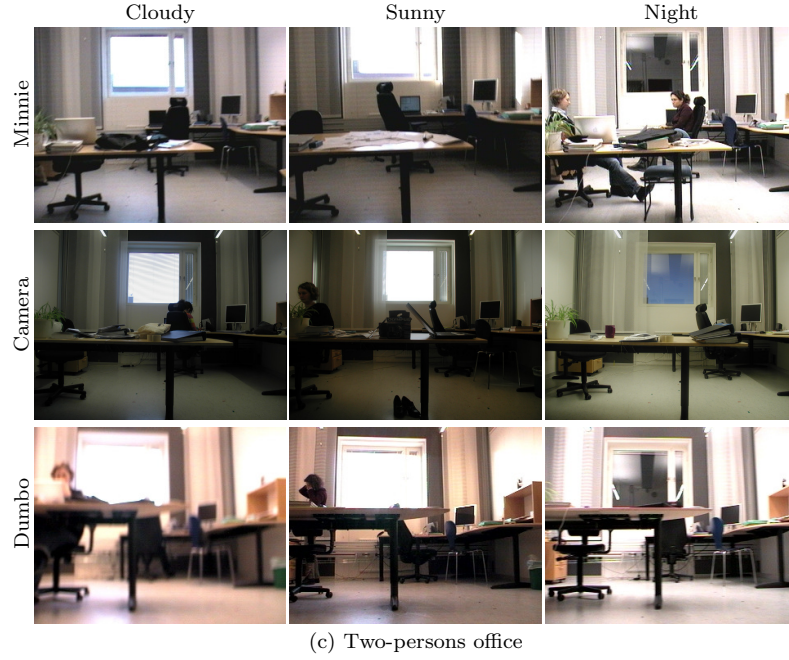 Cloudy Sunny Night
Minnie
Camera
Dumbo
(c) Two-persons office